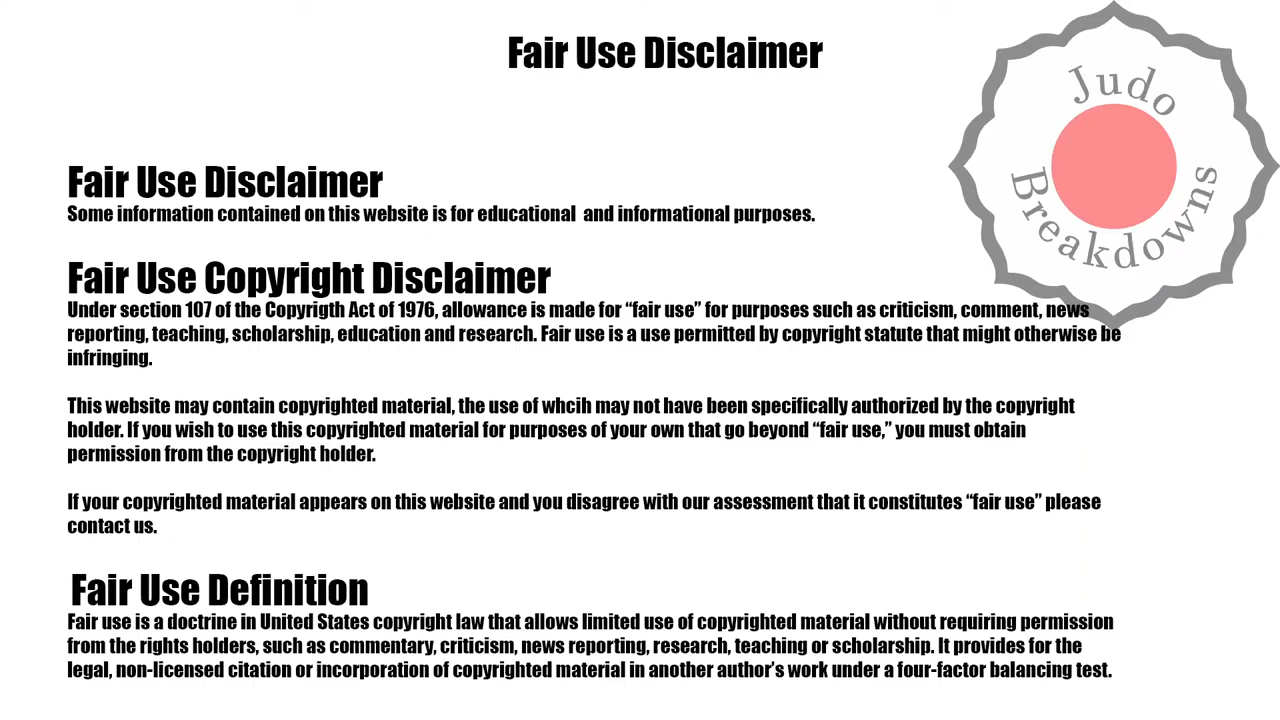 Fair Use Disclaimer
Judo
Breakdowns
Fair Use Disclaimer
Some information contained on this website is for educational  and informational purposes.
Fair Use Copyright Disclaimer
Under section 107 of the Copyrigth Act of 1976, allowance is made for “fair use” for purposes such as criticism, comment, news
reporting, teaching, scholarship, education and research. Fair use is a use permitted by copyright statute that might otherwise be
infringing.
This website may contain copyrighted material, the use of whcih may not have been specifically authorized by the copyright
holder. If you wish to use this copyrighted material for purposes of your own that go beyond “fair use,” you must obtain
permission from the copyright holder.
If your copyrighted material appears on this website and you disagree with our assessment that it constitutes “fair use” please
contact us.
Fair Use Definition
Fair use is a doctrine in United States copyright law that allows limited use of copyrighted material without requiring permission
from the rights holders, such as commentary, criticism, news reporting, research, teaching or scholarship. It provides for the
legal, non-licensed citation or incorporation of copyrighted material in another author’s work under a four-factor balancing test.